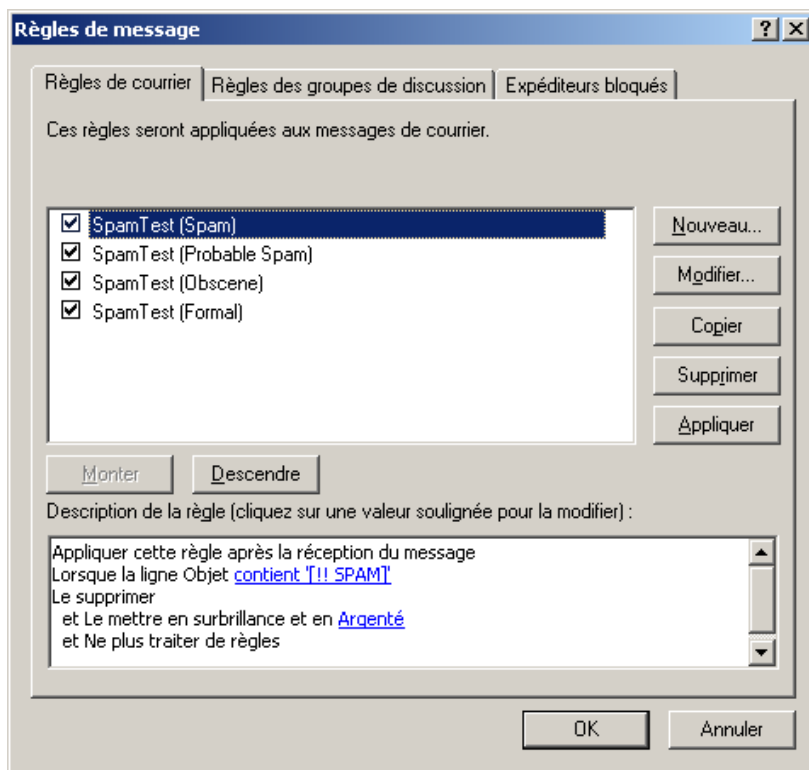 Règles de message
Règles de courrier Règles des groupes de discussion Expéditeurs bloqués
Ces règles seront appliquées aux messages de courrier.
SpamTest (Spam)
SpamTest (Probable Spam)
SpamTest (Obscene)
SpamTest (Formal)
Nouveau...
Modifier...
Copier
Supprimer
Appliquer
Monter Descendre
Description de la règle (cliquez sur une valeur soulignée pour la modifier) :
Appliquer cette règle après la réception du message
Lorsque la ligne Objet contient '[!! SPAM]'
Le supprimer
et Le mettre en surbrillance et en Argenté
et Ne plus traiter de règles
OK Annuler